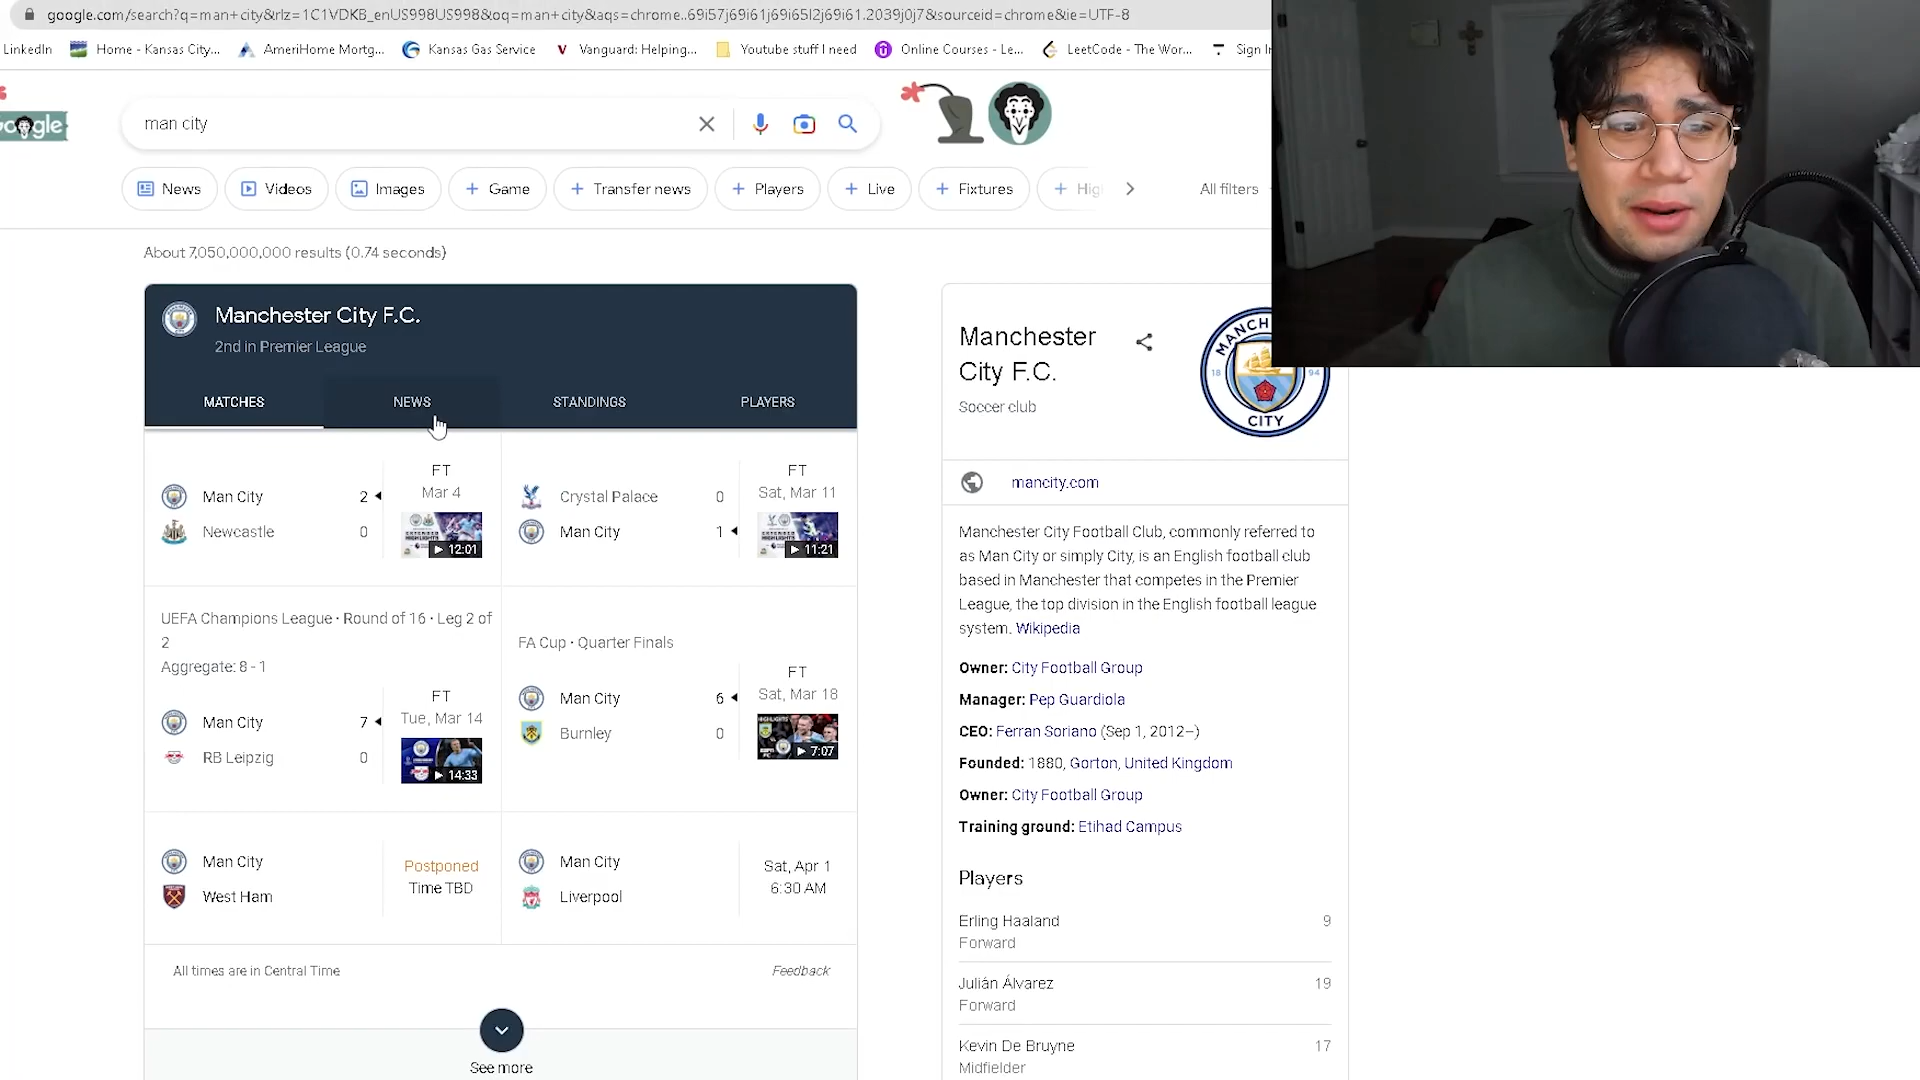 google.com/search?q=man+city&rlz=1C1VDKB_enUS998US998&oq=man+city&aqs=chrome..69i57j69i61j69i65l2j69i61.2039j0j7&sourceid=chrome&ie=UTF-8
LinkedIn Home - Kansas City... AmeriHome Mortg... Kansas Gas Service Vanguard: Helping... Youtube stuff I need Online Courses - Le... LeetCode - The Wor... Sign In
Google man city
News Videos Images + Game + Transfer news + Players + Live + Fixtures + Hig All filters
About 7,050,000,000 results (0.74 seconds)
Manchester City F.C.
2nd in Premier League
MATCHES NEWS STANDINGS PLAYERS
Man City 2
Newcastle 0
FT
Mar 4
EXTENDED HIGHLIGHTS
12:01
Crystal Palace 0
Man City 1
FT
Sat, Mar 11
EXTENDED HIGHLIGHTS
11:21
UEFA Champions League · Round of 16 · Leg 2 of
2
Aggregate: 8 - 1
Man City 7
RB Leipzig 0
FT
Tue, Mar 14
14:33
FA Cup · Quarter Finals
Man City 6
Burnley 0
FT
Sat, Mar 18
HIGHLIGHTS
7:07
Man City
West Ham
Postponed
Time TBD
Man City
Liverpool
Sat, Apr 1
6:30 AM
All times are in Central Time Feedback
See more
Manchester
City F.C.
Soccer club
MANCH
18 94
CITY
mancity.com
Manchester City Football Club, commonly referred to
as Man City or simply City, is an English football club
based in Manchester that competes in the Premier
League, the top division in the English football league
system. Wikipedia
Owner: City Football Group
Manager: Pep Guardiola
CEO: Ferran Soriano (Sep 1, 2012–)
Founded: 1880, Gorton, United Kingdom
Owner: City Football Group
Training ground: Etihad Campus
Players
Erling Haaland 9
Forward
Julián Álvarez 19
Forward
Kevin De Bruyne 17
Midfielder